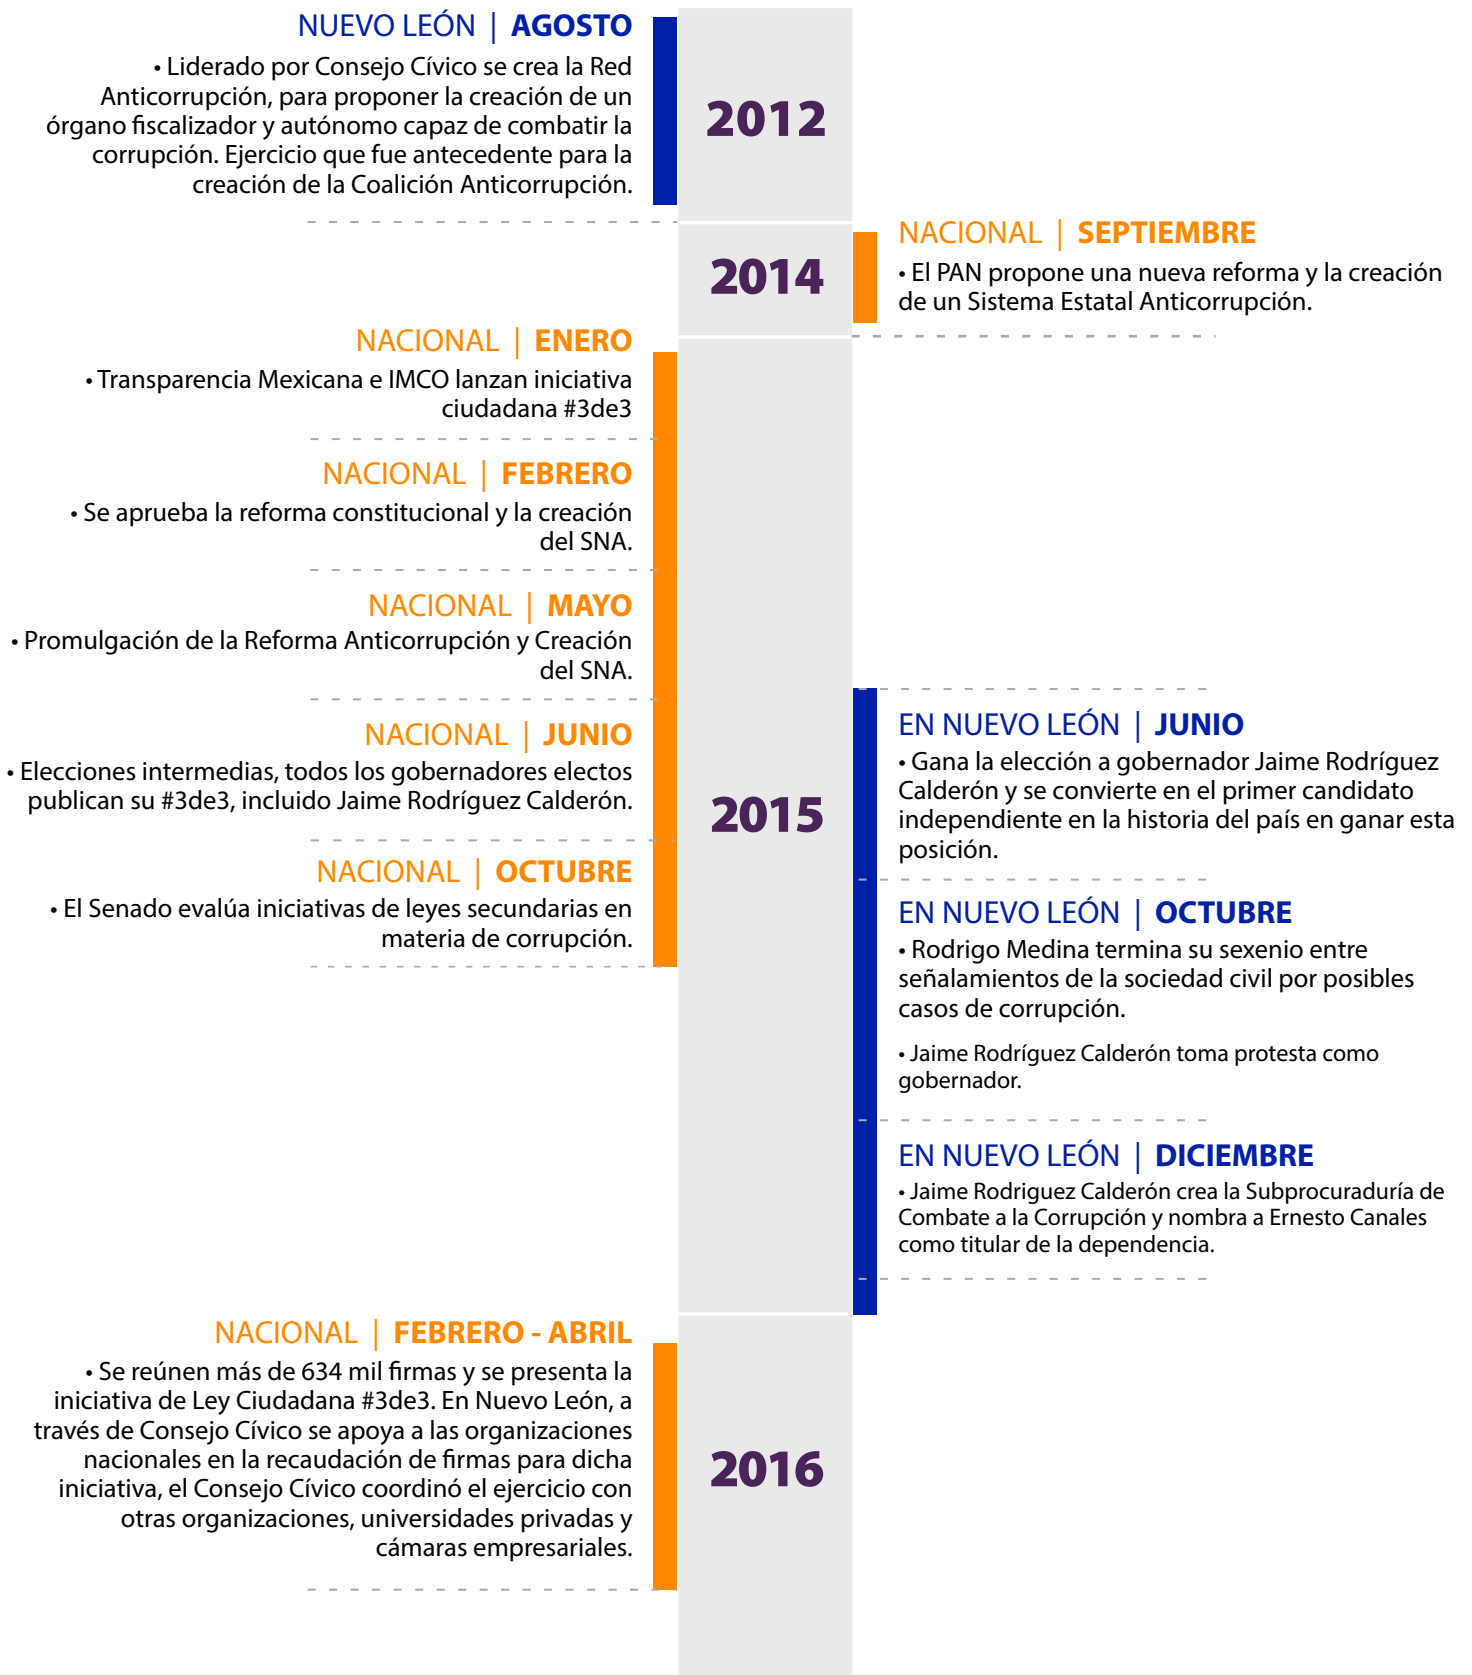 NUEVO LEÓN | AGOSTO
• Liderado por Consejo Cívico se crea la Red
Anticorrupción, para proponer la creación de un
órgano fiscalizador y autónomo capaz de combatir la
corrupción. Ejercicio que fue antecedente para la
creación de la Coalición Anticorrupción.
2012
2014
NACIONAL | SEPTIEMBRE
• El PAN propone una nueva reforma y la creación
de un Sistema Estatal Anticorrupción.
NACIONAL | ENERO
• Transparencia Mexicana e IMCO lanzan iniciativa
ciudadana #3de3
NACIONAL | FEBRERO
• Se aprueba la reforma constitucional y la creación
del SNA.
NACIONAL | MAYO
• Promulgación de la Reforma Anticorrupción y Creación
del SNA.
NACIONAL | JUNIO
• Elecciones intermedias, todos los gobernadores electos
publican su #3de3, incluido Jaime Rodríguez Calderón.
NACIONAL | OCTUBRE
• El Senado evalúa iniciativas de leyes secundarias en
materia de corrupción.
2015
EN NUEVO LEÓN | JUNIO
• Gana la elección a gobernador Jaime Rodríguez
Calderón y se convierte en el primer candidato
independiente en la historia del país en ganar esta
posición.
EN NUEVO LEÓN | OCTUBRE
• Rodrigo Medina termina su sexenio entre
señalamientos de la sociedad civil por posibles
casos de corrupción.
• Jaime Rodríguez Calderón toma protesta como
gobernador.
EN NUEVO LEÓN | DICIEMBRE
• Jaime Rodriguez Calderón crea la Subprocuraduría de
Combate a la Corrupción y nombra a Ernesto Canales
como titular de la dependencia.
NACIONAL | FEBRERO - ABRIL
• Se reúnen más de 634 mil firmas y se presenta la
iniciativa de Ley Ciudadana #3de3. En Nuevo León, a
través de Consejo Cívico se apoya a las organizaciones
nacionales en la recaudación de firmas para dicha
iniciativa, el Consejo Cívico coordinó el ejercicio con
otras organizaciones, universidades privadas y
cámaras empresariales.
2016